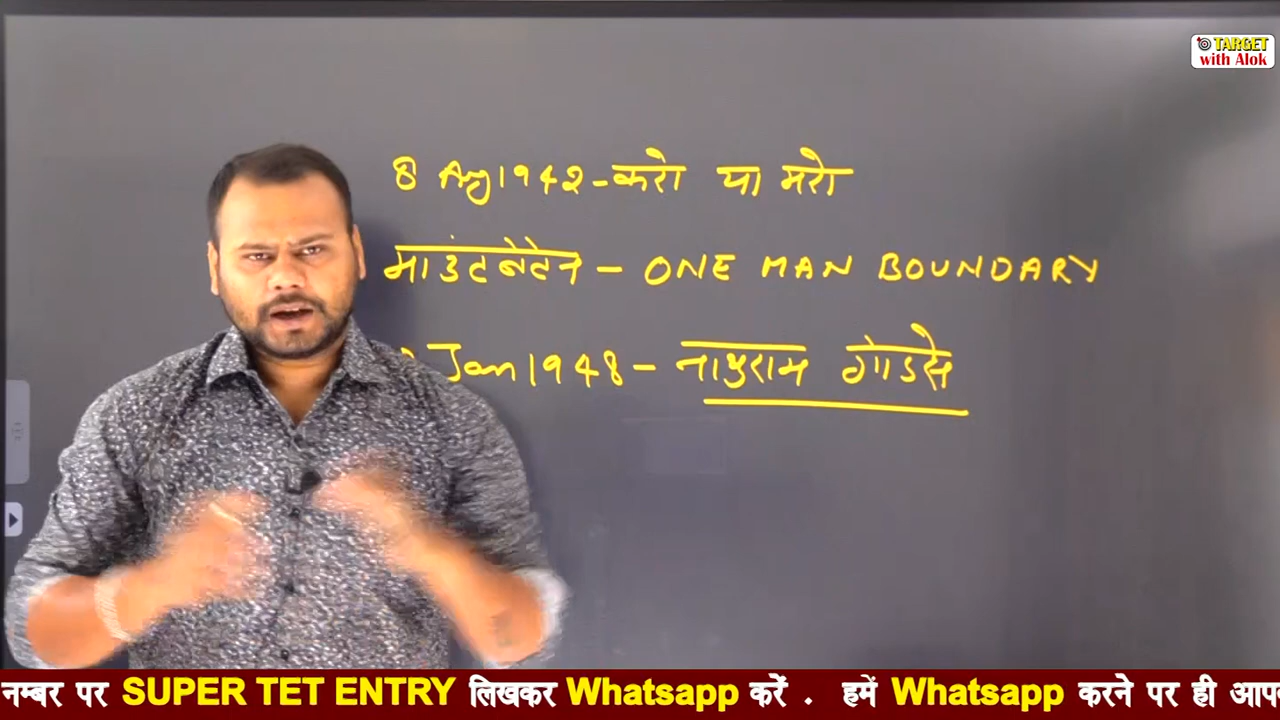 TARGET
with Alok
8 Aug 1942 - करो या मरो
माउंटबेटन - ONE MAN BOUNDARY
Jan 1948 - नाथुराम गोडसे
नम्बर पर SUPER TET ENTRY लिखकर Whatsapp करें . हमें Whatsapp करने पर ही आप